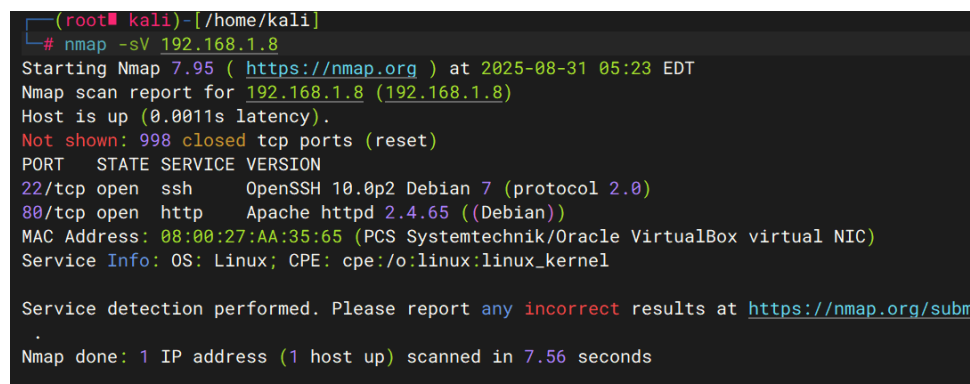 ┌──(root kali)-[/home/kali]
└─# nmap -sV 192.168.1.8
Starting Nmap 7.95 ( https://nmap.org ) at 2025-08-31 05:23 EDT
Nmap scan report for 192.168.1.8 (192.168.1.8)
Host is up (0.0011s latency).
Not shown: 998 closed tcp ports (reset)
PORT   STATE SERVICE VERSION
22/tcp open  ssh     OpenSSH 10.0p2 Debian 7 (protocol 2.0)
80/tcp open  http    Apache httpd 2.4.65 ((Debian))
MAC Address: 08:00:27:AA:35:65 (PCS Systemtechnik/Oracle VirtualBox virtual NIC)
Service Info: OS: Linux; CPE: cpe:/o:linux:linux_kernel
Service detection performed. Please report any incorrect results at https://nmap.org/subm
.
Nmap done: 1 IP address (1 host up) scanned in 7.56 seconds